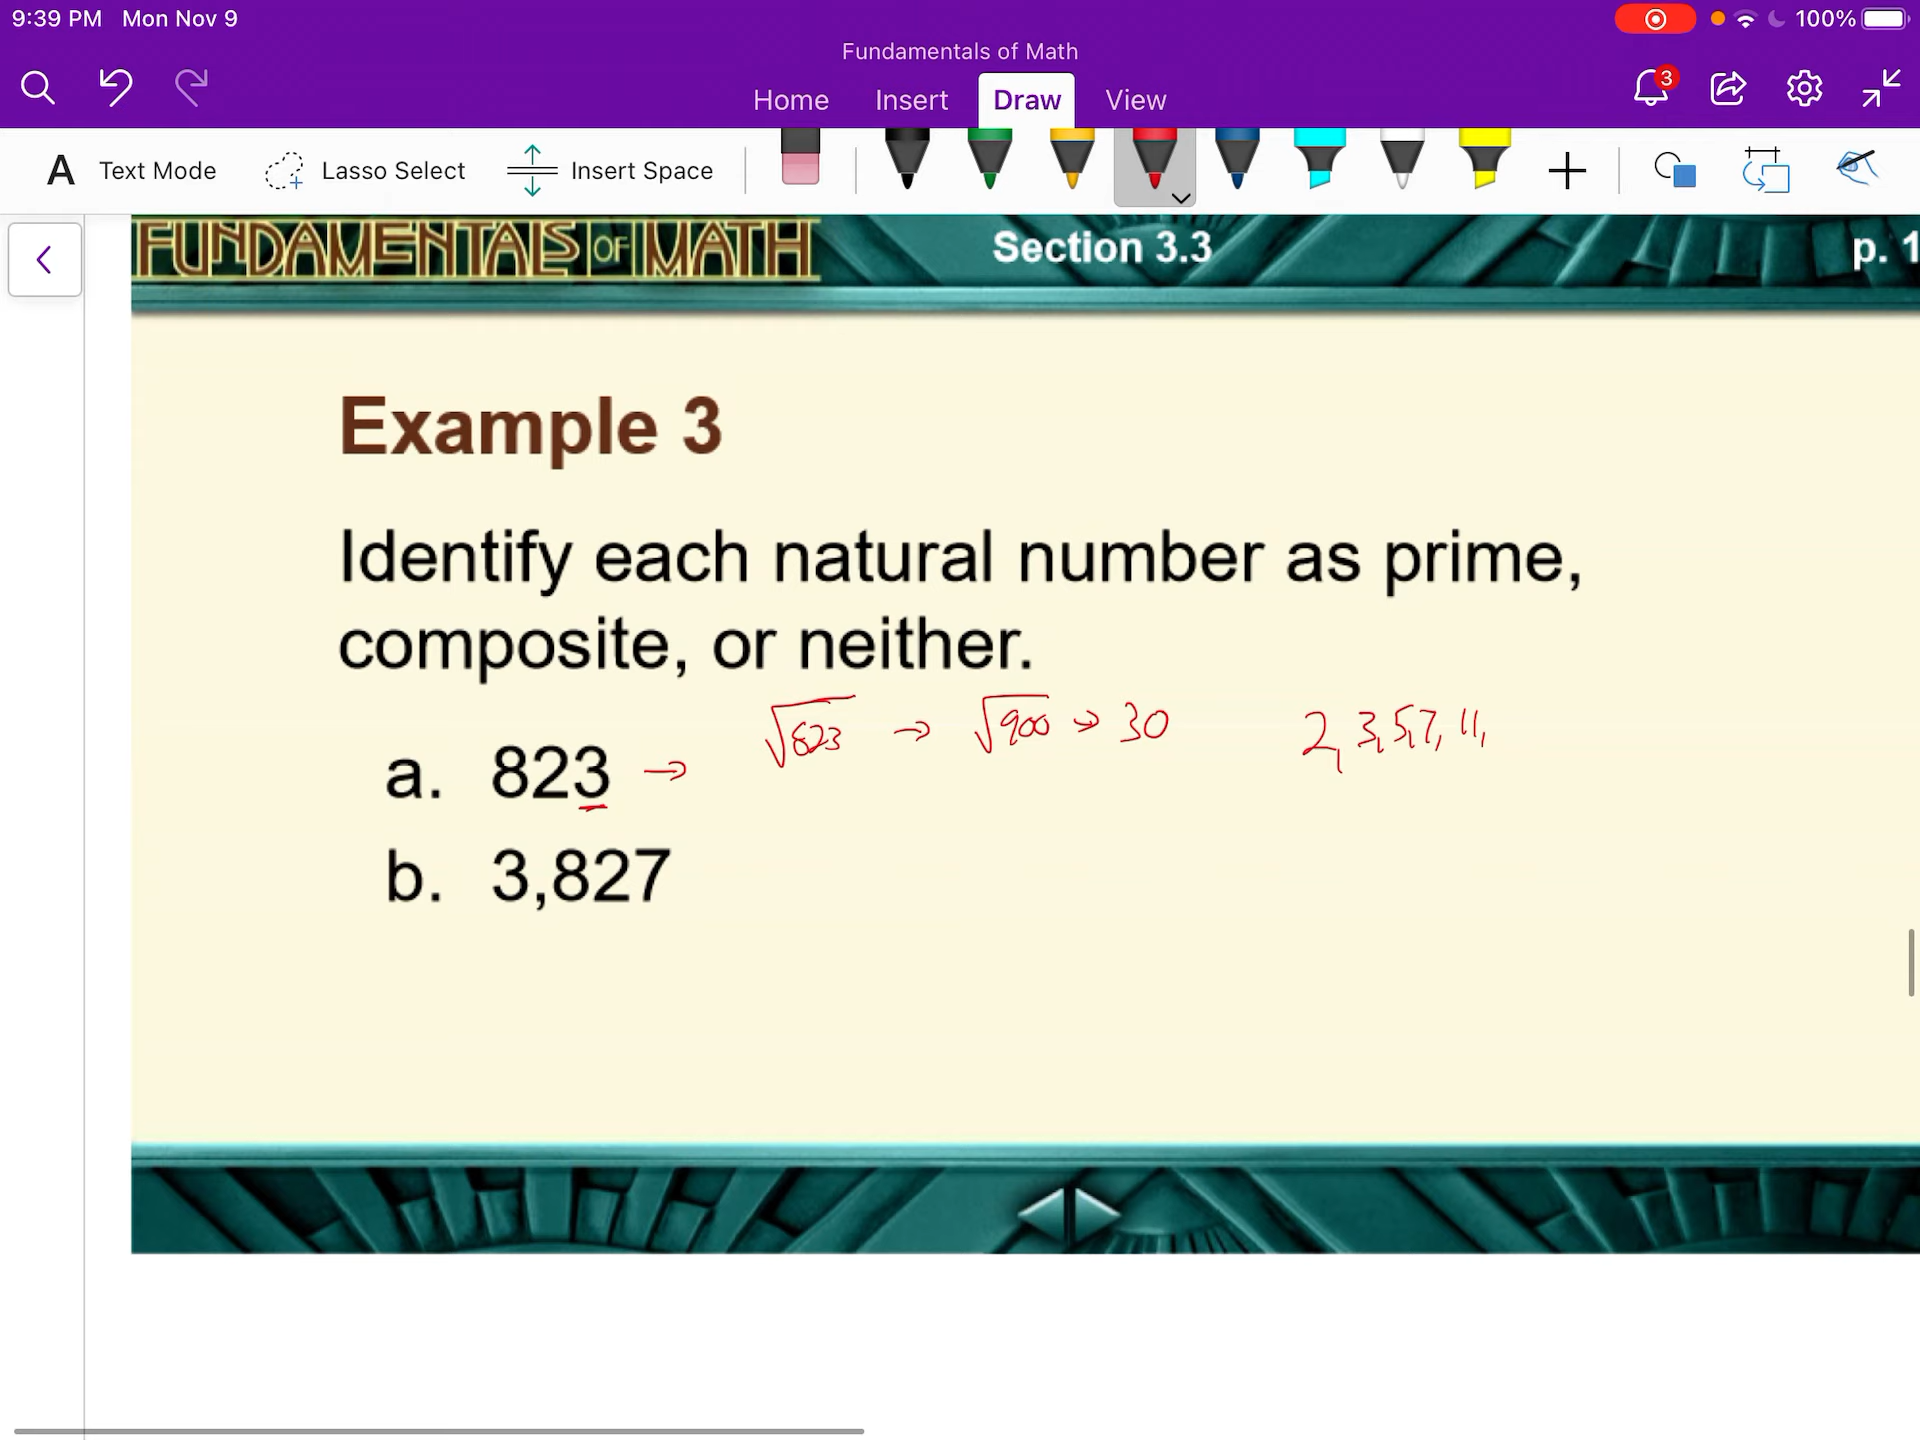 9:39 PM Mon Nov 9
100%
Fundamentals of Math
Home Insert Draw View
3
A Text Mode Lasso Select Insert Space
FUNDAMENTALS OF MATH Section 3.3 p. 1
Example 3
Identify each natural number as prime,
composite, or neither.
√823 → √900 → 30 2, 3, 5, 7, 11,
a. 823 →
b. 3,827